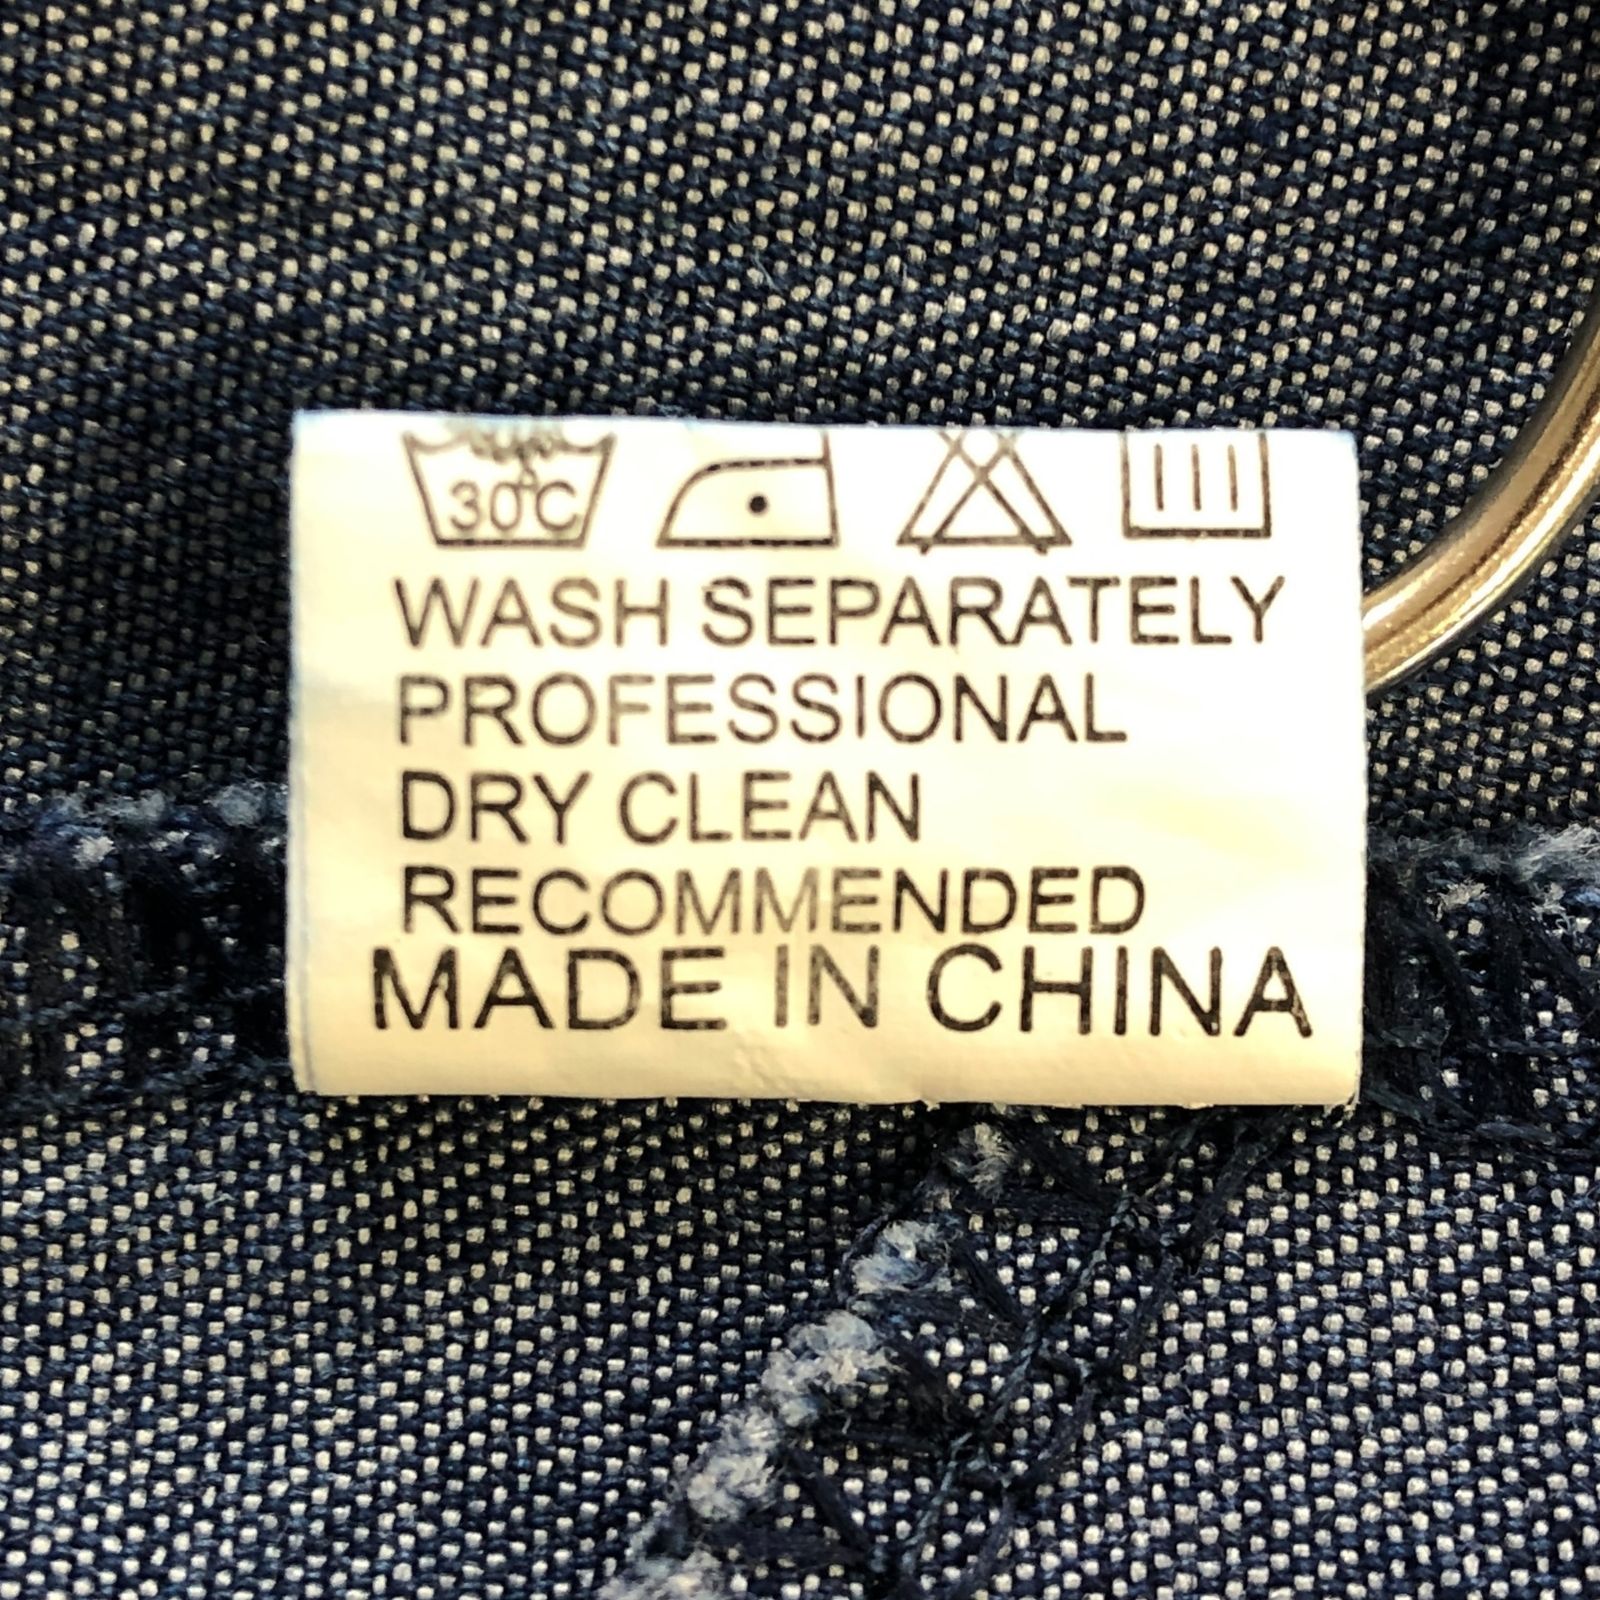 30°C
WASH SEPARATELY
PROFESSIONAL
DRY CLEAN
RECOMMENDED
MADE IN CHINA